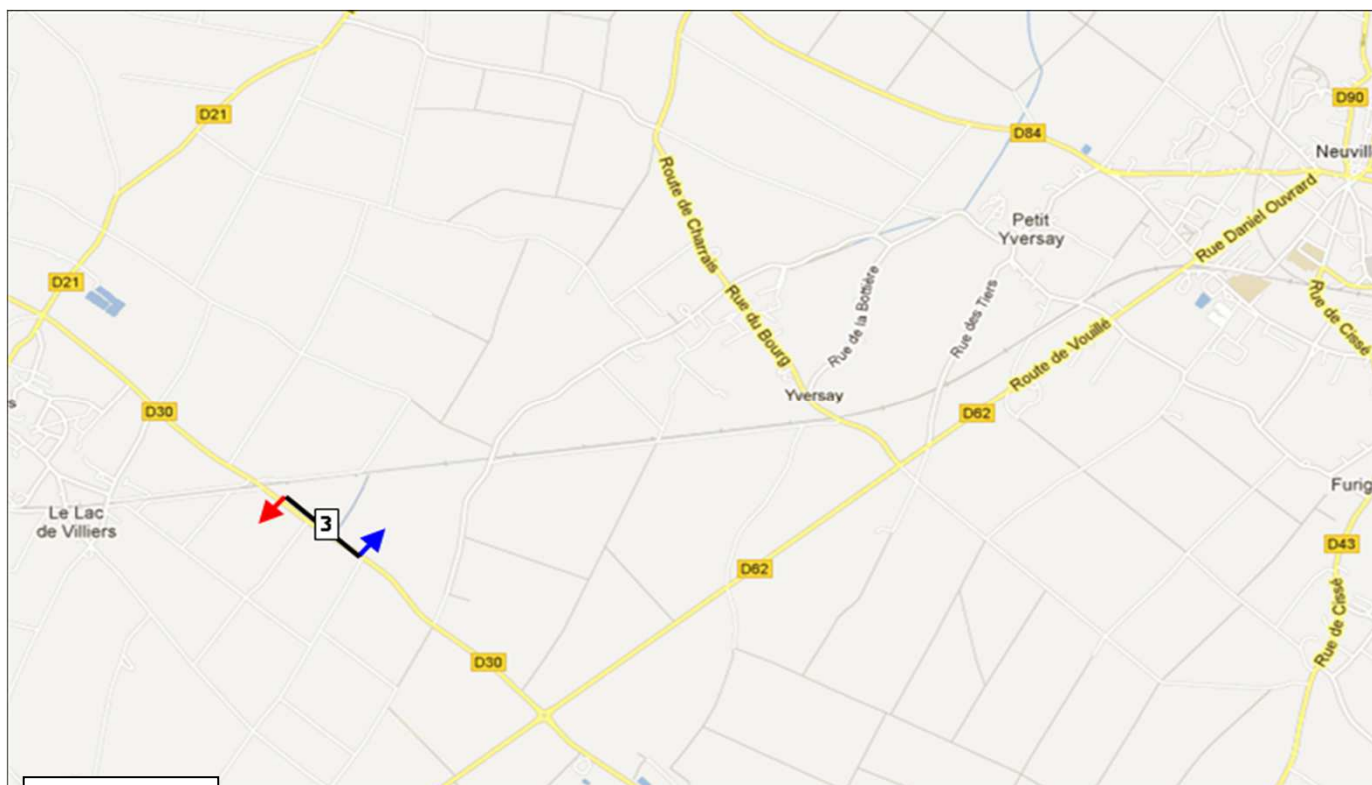 D21
D90
D84
Neuvill
Route de Charrais
Petit
Yversay
Rue Daniel Ouvrard
D21
Rue de la Bottière
Rue des Tiers
Rue du Bourg
Rue de Cissé
Route de Vouillé
Yversay
s
D30
D62
Furig
Le Lac
de Villiers
3
D43
D62
Rue de Cissé
D30